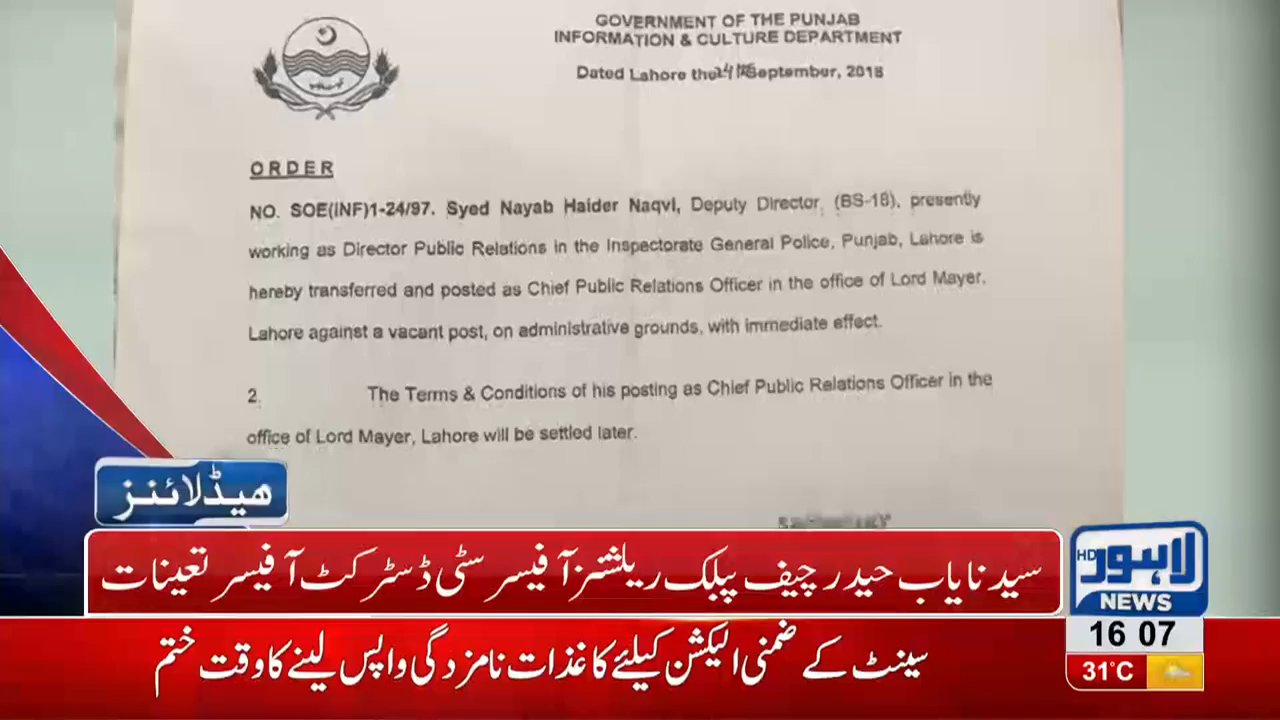 GOVERNMENT OF THE PUNJAB
INFORMATION & CULTURE DEPARTMENT
Dated Lahore the September, 2018
ORDER
NO. SOE(INF)1-24/97. Syed Nayab Haider Naqvi, Deputy Director, (BS-18), presently
working as Director Public Relations in the Inspectorate General Police, Punjab, Lahore is
hereby transferred and posted as Chief Public Relations Officer in the office of Lord Mayer,
Lahore against a vacant post, on administrative grounds, with immediate effect.
2. The Terms & Conditions of his posting as Chief Public Relations Officer in the
office of Lord Mayer, Lahore will be settled later.
ھیڈلائنز
سید نایاب حیدر چیف پبلک ریلشنز آفیسر سٹی ڈسٹرکٹ آفیسر تعینات
HD لاہور
NEWS
16 07
سینٹ کے ضمنی الیکشن کیلئے کاغذات نامزدگی واپس لینے کا وقت ختم
31°C